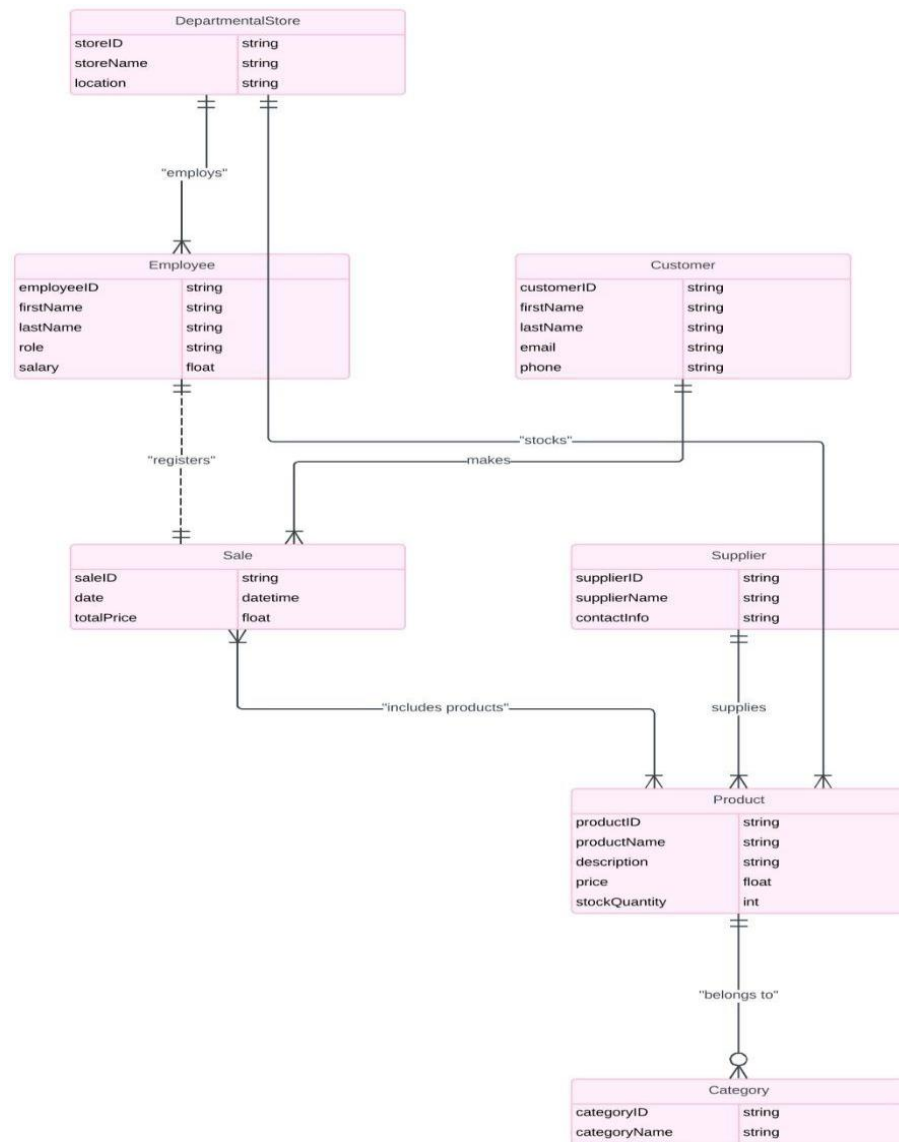 DepartmentalStore
storeID string
storeName string
location string
"employs"
Employee
employeeID string
firstName string
lastName string
role string
salary float
Customer
customerID string
firstName string
lastName string
email string
phone string
"stocks"
"registers"
makes
Sale
saleID string
date datetime
totalPrice float
Supplier
supplierID string
supplierName string
contactInfo string
"includes products"
supplies
Product
productID string
productName string
description string
price float
stockQuantity int
"belongs to"
Category
categoryID string
categoryName string